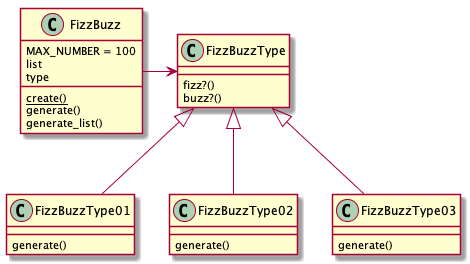 C FizzBuzz
MAX_NUMBER = 100
list
type
create()
generate()
generate_list()
C FizzBuzzType
fizz?()
buzz?()
C FizzBuzzType01
generate()
C FizzBuzzType02
generate()
C FizzBuzzType03
generate()